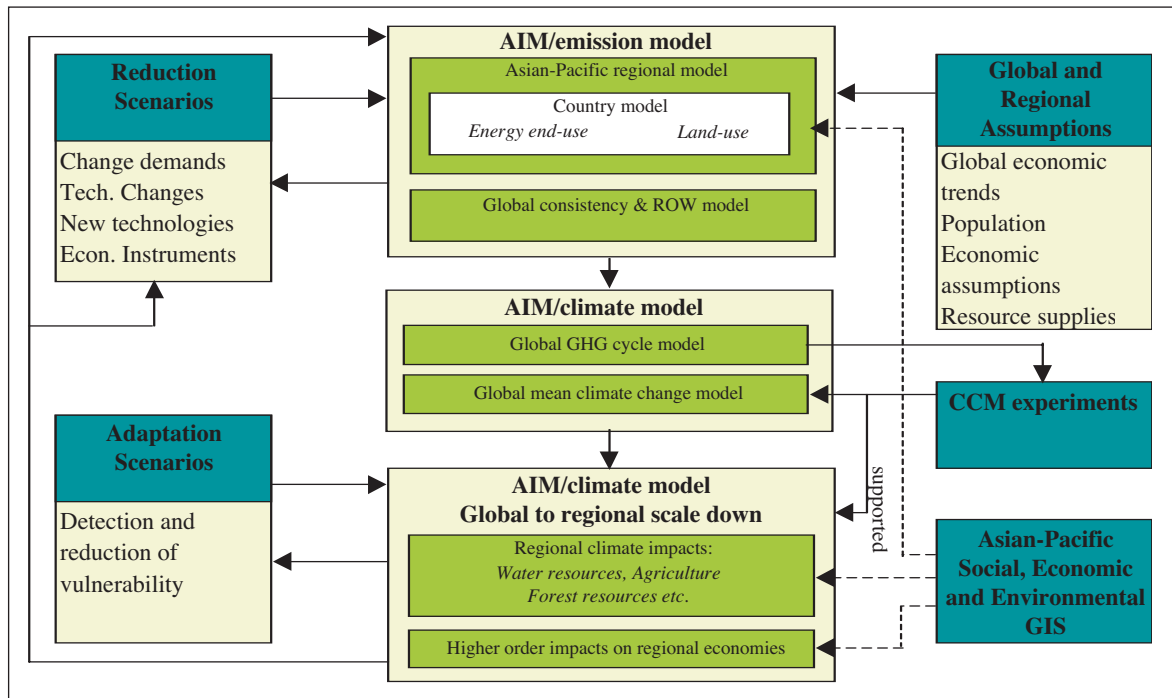 Reduction
Scenarios
Change demands
Tech. Changes
New technologies
Econ. Instruments
AIM/emission model
Asian-Pacific regional model
Country model
Energy end-use Land-use
Global consistency & ROW model
Global and
Regional
Assumptions
Global economic
trends
Population
Economic
assumptions
Resource supplies
AIM/climate model
Global GHG cycle model
Global mean climate change model
CCM experiments
supported
Adaptation
Scenarios
Detection and
reduction of
vulnerability
AIM/climate model
Global to regional scale down
Regional climate impacts:
Water resources, Agriculture
Forest resources etc.
Higher order impacts on regional economies
Asian-Pacific
Social, Economic
and Environmental
GIS